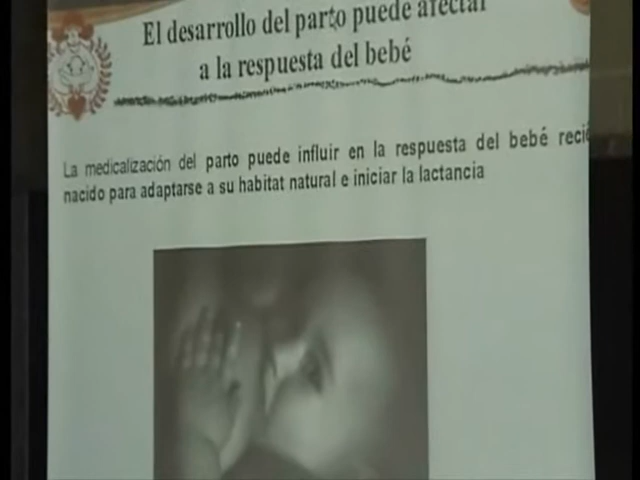 El desarrollo del parto puede afectar
a la respuesta del bebé
La medicalización del parto puede influir en la respuesta del bebé recié
nacido para adaptarse a su habitat natural e iniciar la lactancia